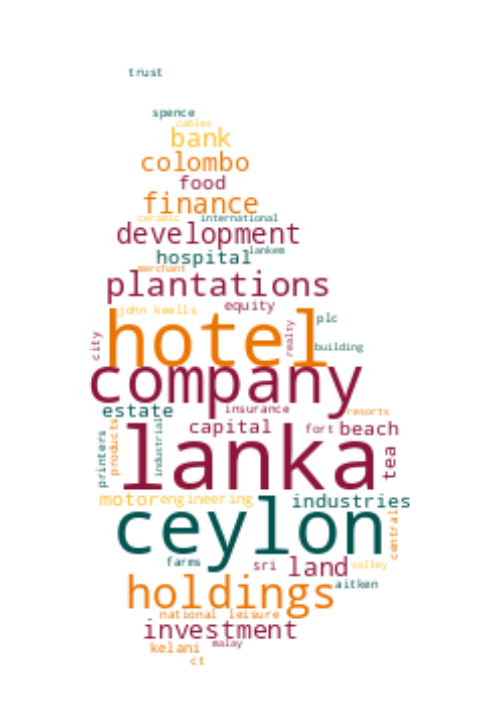 trust
spence
cables
bank
colombo
food
finance
ceramic international
development
lankem
hospital
merchant
plantations
equity
john keells
plc
hotel
city
realty
building
company
estate
insurance
resorts
capital
fort beach
lanka
printers
products
industrial
tea
motor engineering
industries
ceylon
central
farms
sri land valley
aitken
holdings
national leisure
investment
malay
kelani
ct